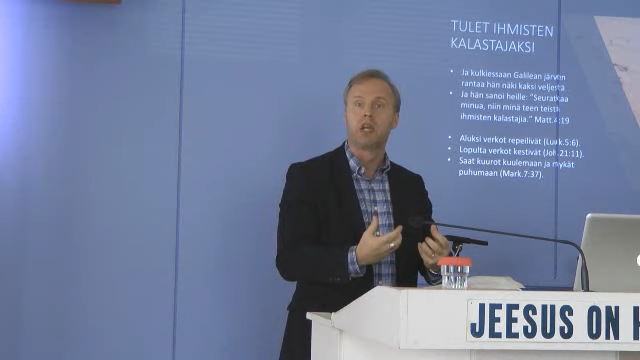 TULET IHMISTEN
KALASTAJAKSI
• Ja kulkiessaan Galilean järven
rantaa hän näki kaksi veljestä
• Ja hän sanoi heille: "Seuratkaa
minua, niin minä teen teistä
ihmisten kalastajia." Matt.4:19
• Aluksi verkot repeilivät (Luuk.5:6).
• Lopulta verkot kestivät (Joh.21:11).
• Saat kuurot kuulemaan ja mykät
puhumaan (Mark.7:37).
JEESUS ON